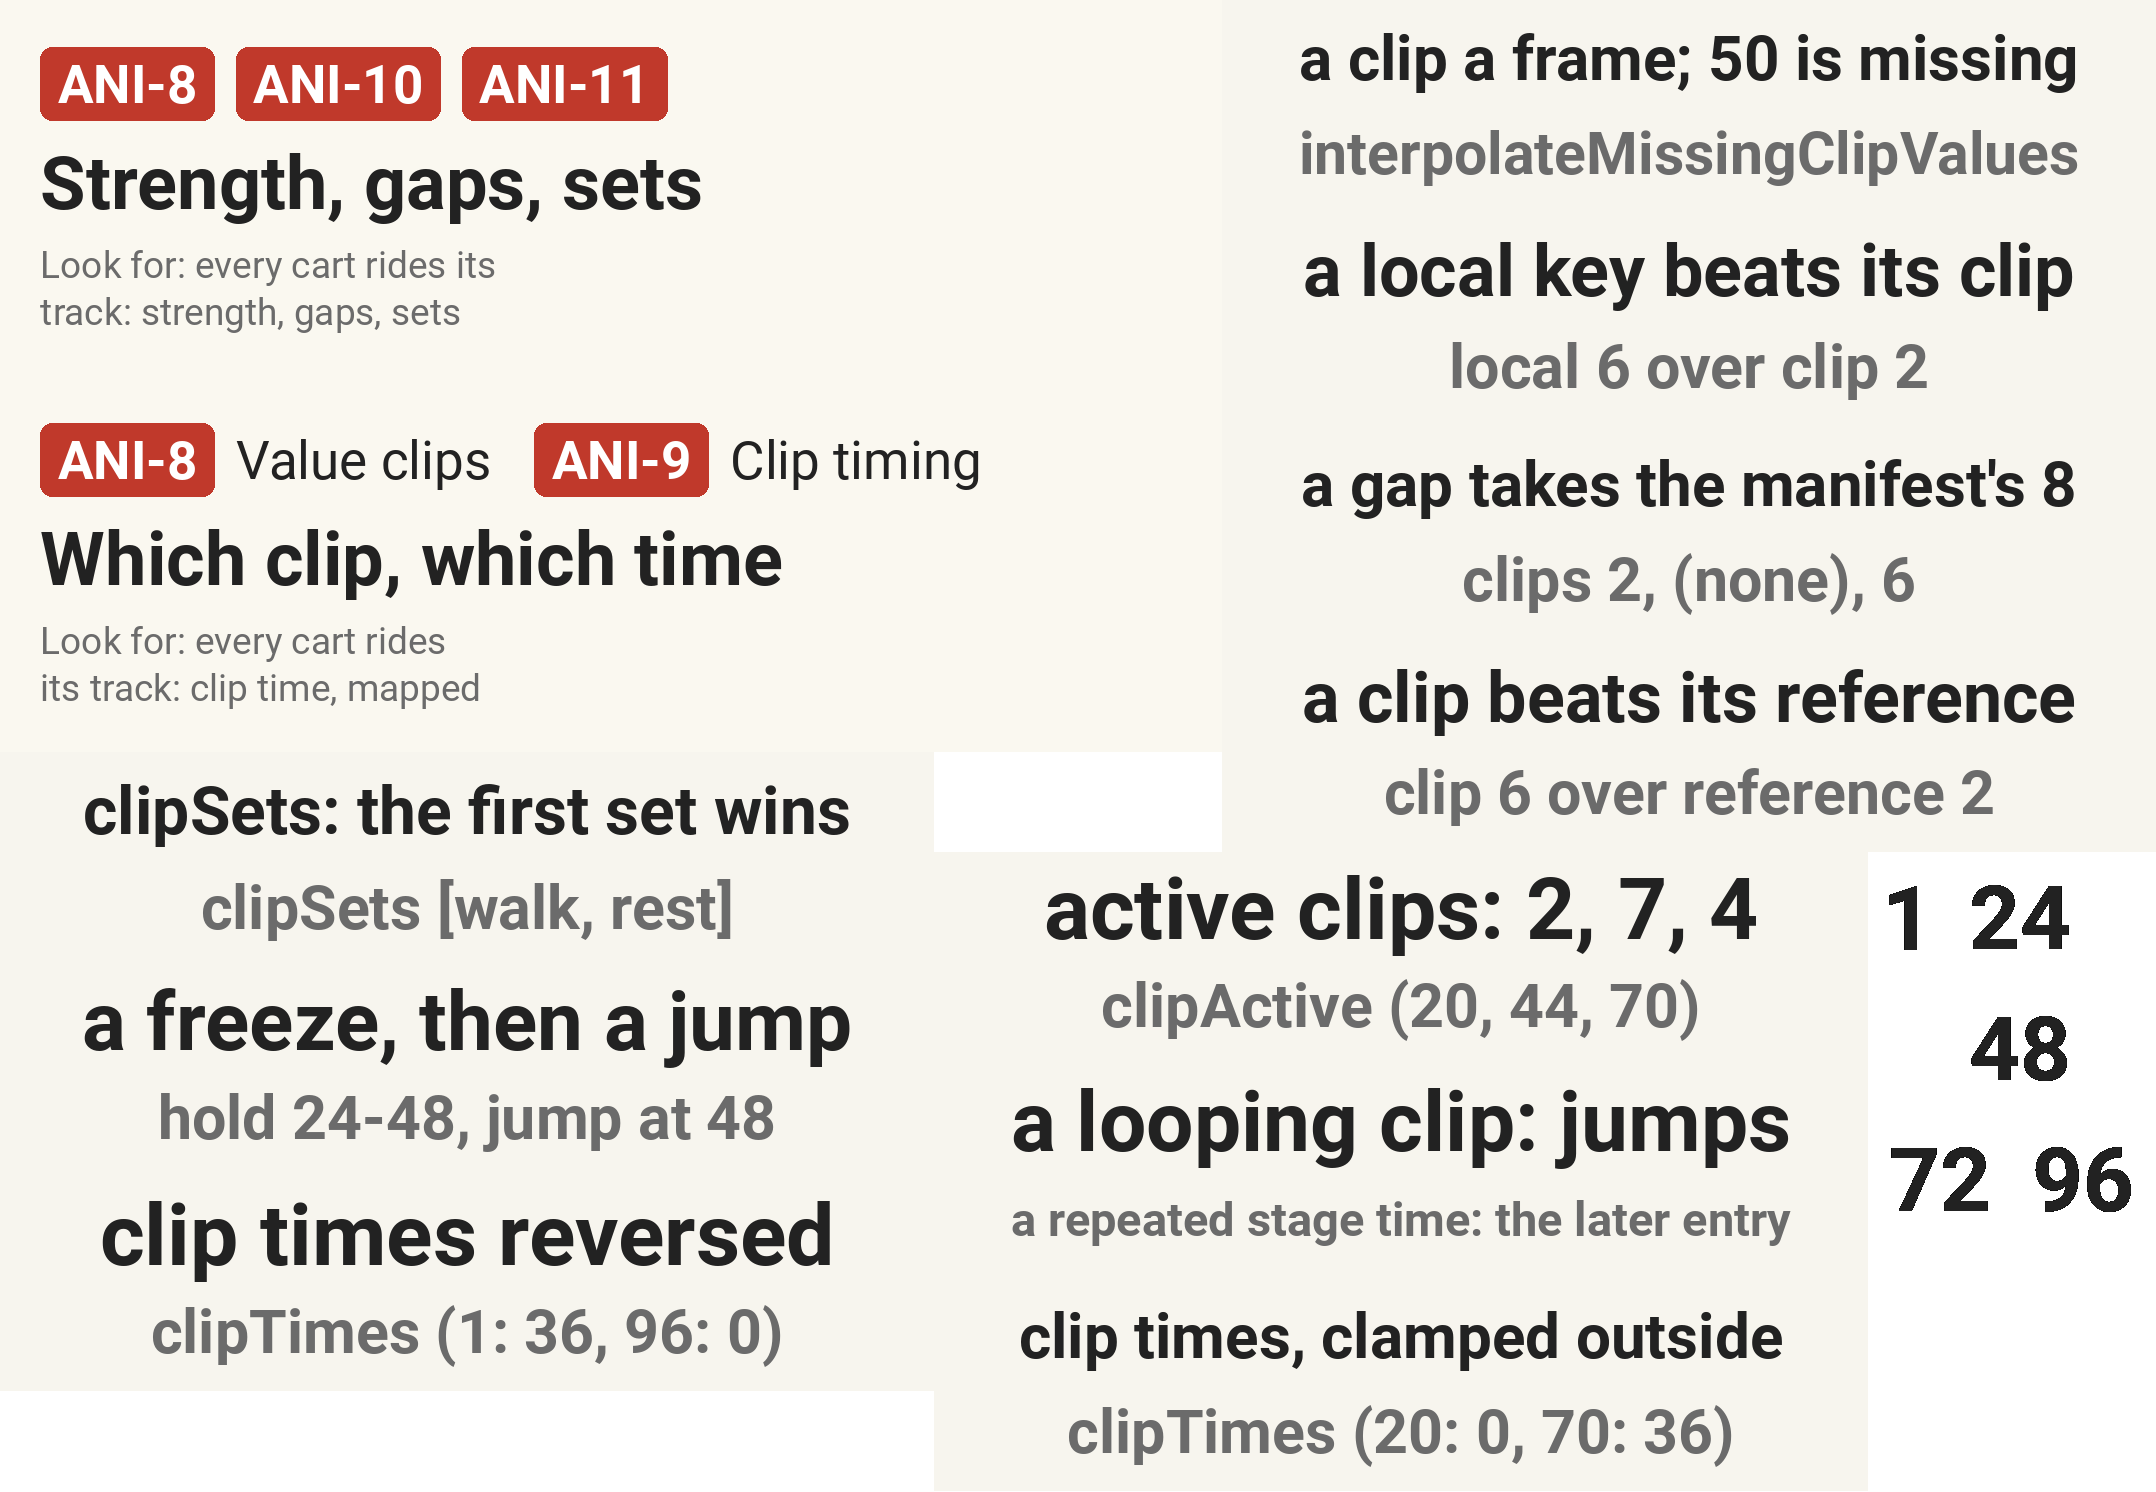 ANI-8 ANI-10 ANI-11
Strength, gaps, sets
Look for: every cart rides its
track: strength, gaps, sets
ANI-8 Value clips ANI-9 Clip timing
Which clip, which time
Look for: every cart rides
its track: clip time, mapped
a clip a frame; 50 is missing
interpolateMissingClipValues
a local key beats its clip
local 6 over clip 2
a gap takes the manifest's 8
clips 2, (none), 6
a clip beats its reference
clip 6 over reference 2
clipSets: the first set wins
clipSets [walk, rest]
a freeze, then a jump
hold 24-48, jump at 48
clip times reversed
clipTimes (1: 36, 96: 0)
active clips: 2, 7, 4
clipActive (20, 44, 70)
a looping clip: jumps
a repeated stage time: the later entry
clip times, clamped outside
clipTimes (20: 0, 70: 36)
1 24
48
72 96